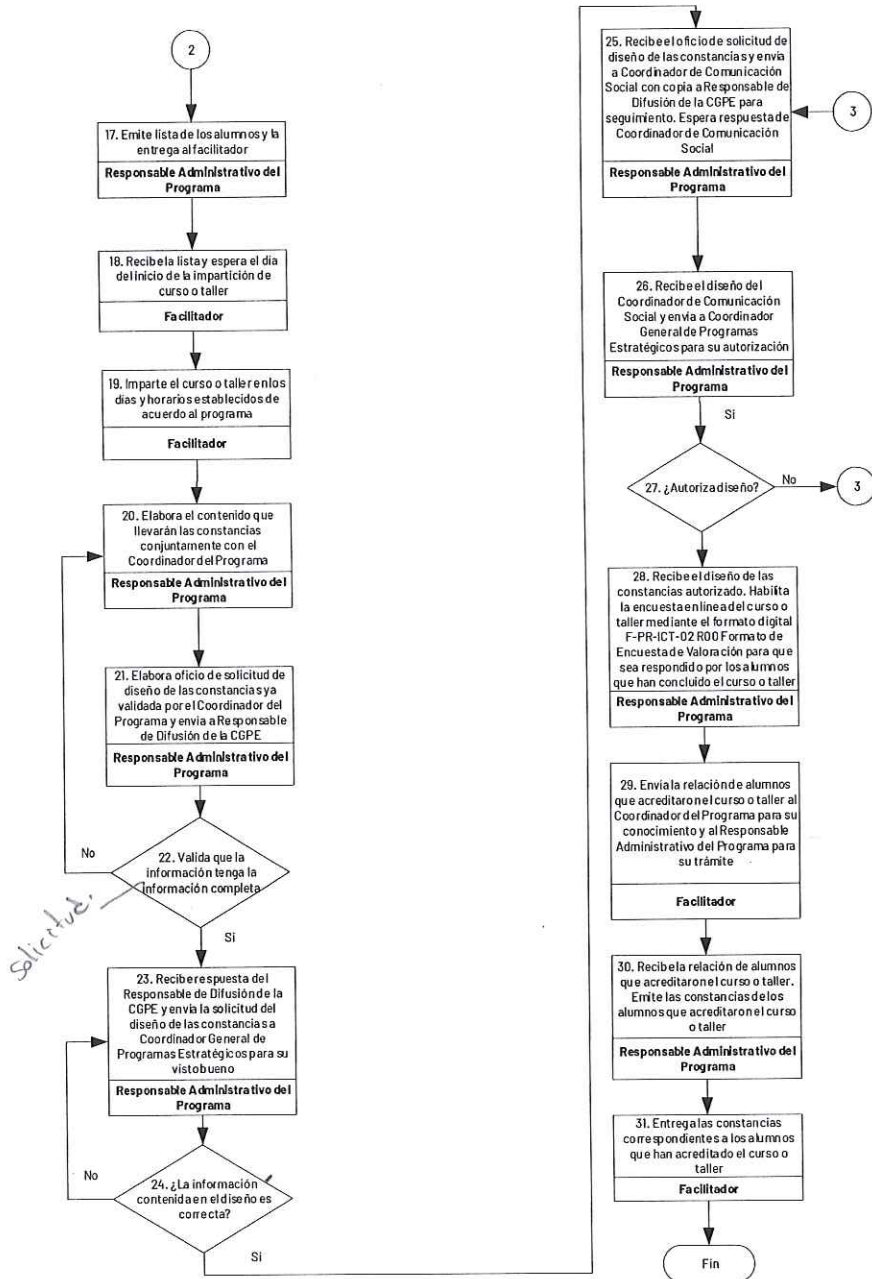 2
17. Emite lista de los alumnos y la
entrega al facilitador
Responsable Administrativo del
Programa
18. Recibe la lista y espera el día
del inicio de la impartición de
curso o taller
Facilitador
19. Imparte el curso o taller en los
días y horarios establecidos de
acuerdo al programa
Facilitador
20. Elabora el contenido que
llevarán las constancias
conjuntamente con el
Coordinador del Programa
Responsable Administrativo del
Programa
21. Elabora oficio de solicitud de
diseño de las constancias ya
validada por el Coordinador del
Programa y envía a Responsable
de Difusión de la CGPE
Responsable Administrativo del
Programa
No
22. Valida que la
información tenga la
información completa
solicitud.
Si
23. Recibe respuesta del
Responsable de Difusión de la
CGPE y envía la solicitud del
diseño de las constancias a
Coordinador General de
Programas Estratégicos para su
visto bueno
Responsable Administrativo del
Programa
No
24. ¿La información
contenida en el diseño es
correcta?
Si
25. Recibe el oficio de solicitud de
diseño de las constancias y envía
a Coordinador de Comunicación
Social con copia a Responsable de
Difusión de la CGPE para
seguimiento. Espera respuesta de
Coordinador de Comunicación
Social
Responsable Administrativo del
Programa
3
26. Recibe el diseño del
Coordinador de Comunicación
Social y envía a Coordinador
General de Programas
Estratégicos para su autorización
Responsable Administrativo del
Programa
Si
27. ¿Autoriza diseño?
No
3
28. Recibe el diseño de las
constancias autorizado. Habilita
la encuesta en línea del curso o
taller mediante el formato digital
F-PR-ICT-02 R00 Formato de
Encuesta de Valoración para que
sea respondido por los alumnos
que han concluido el curso o taller
Responsable Administrativo del
Programa
29. Envía la relación de alumnos
que acreditaron el curso o taller al
Coordinador del Programa para su
conocimiento y al Responsable
Administrativo del Programa para
su trámite
Facilitador
30. Recibe la relación de alumnos
que acreditaron el curso o taller.
Emite las constancias de los
alumnos que acreditaron el curso
o taller
Responsable Administrativo del
Programa
31. Entrega las constancias
correspondientes a los alumnos
que han acreditado el curso o
taller
Facilitador
Fin